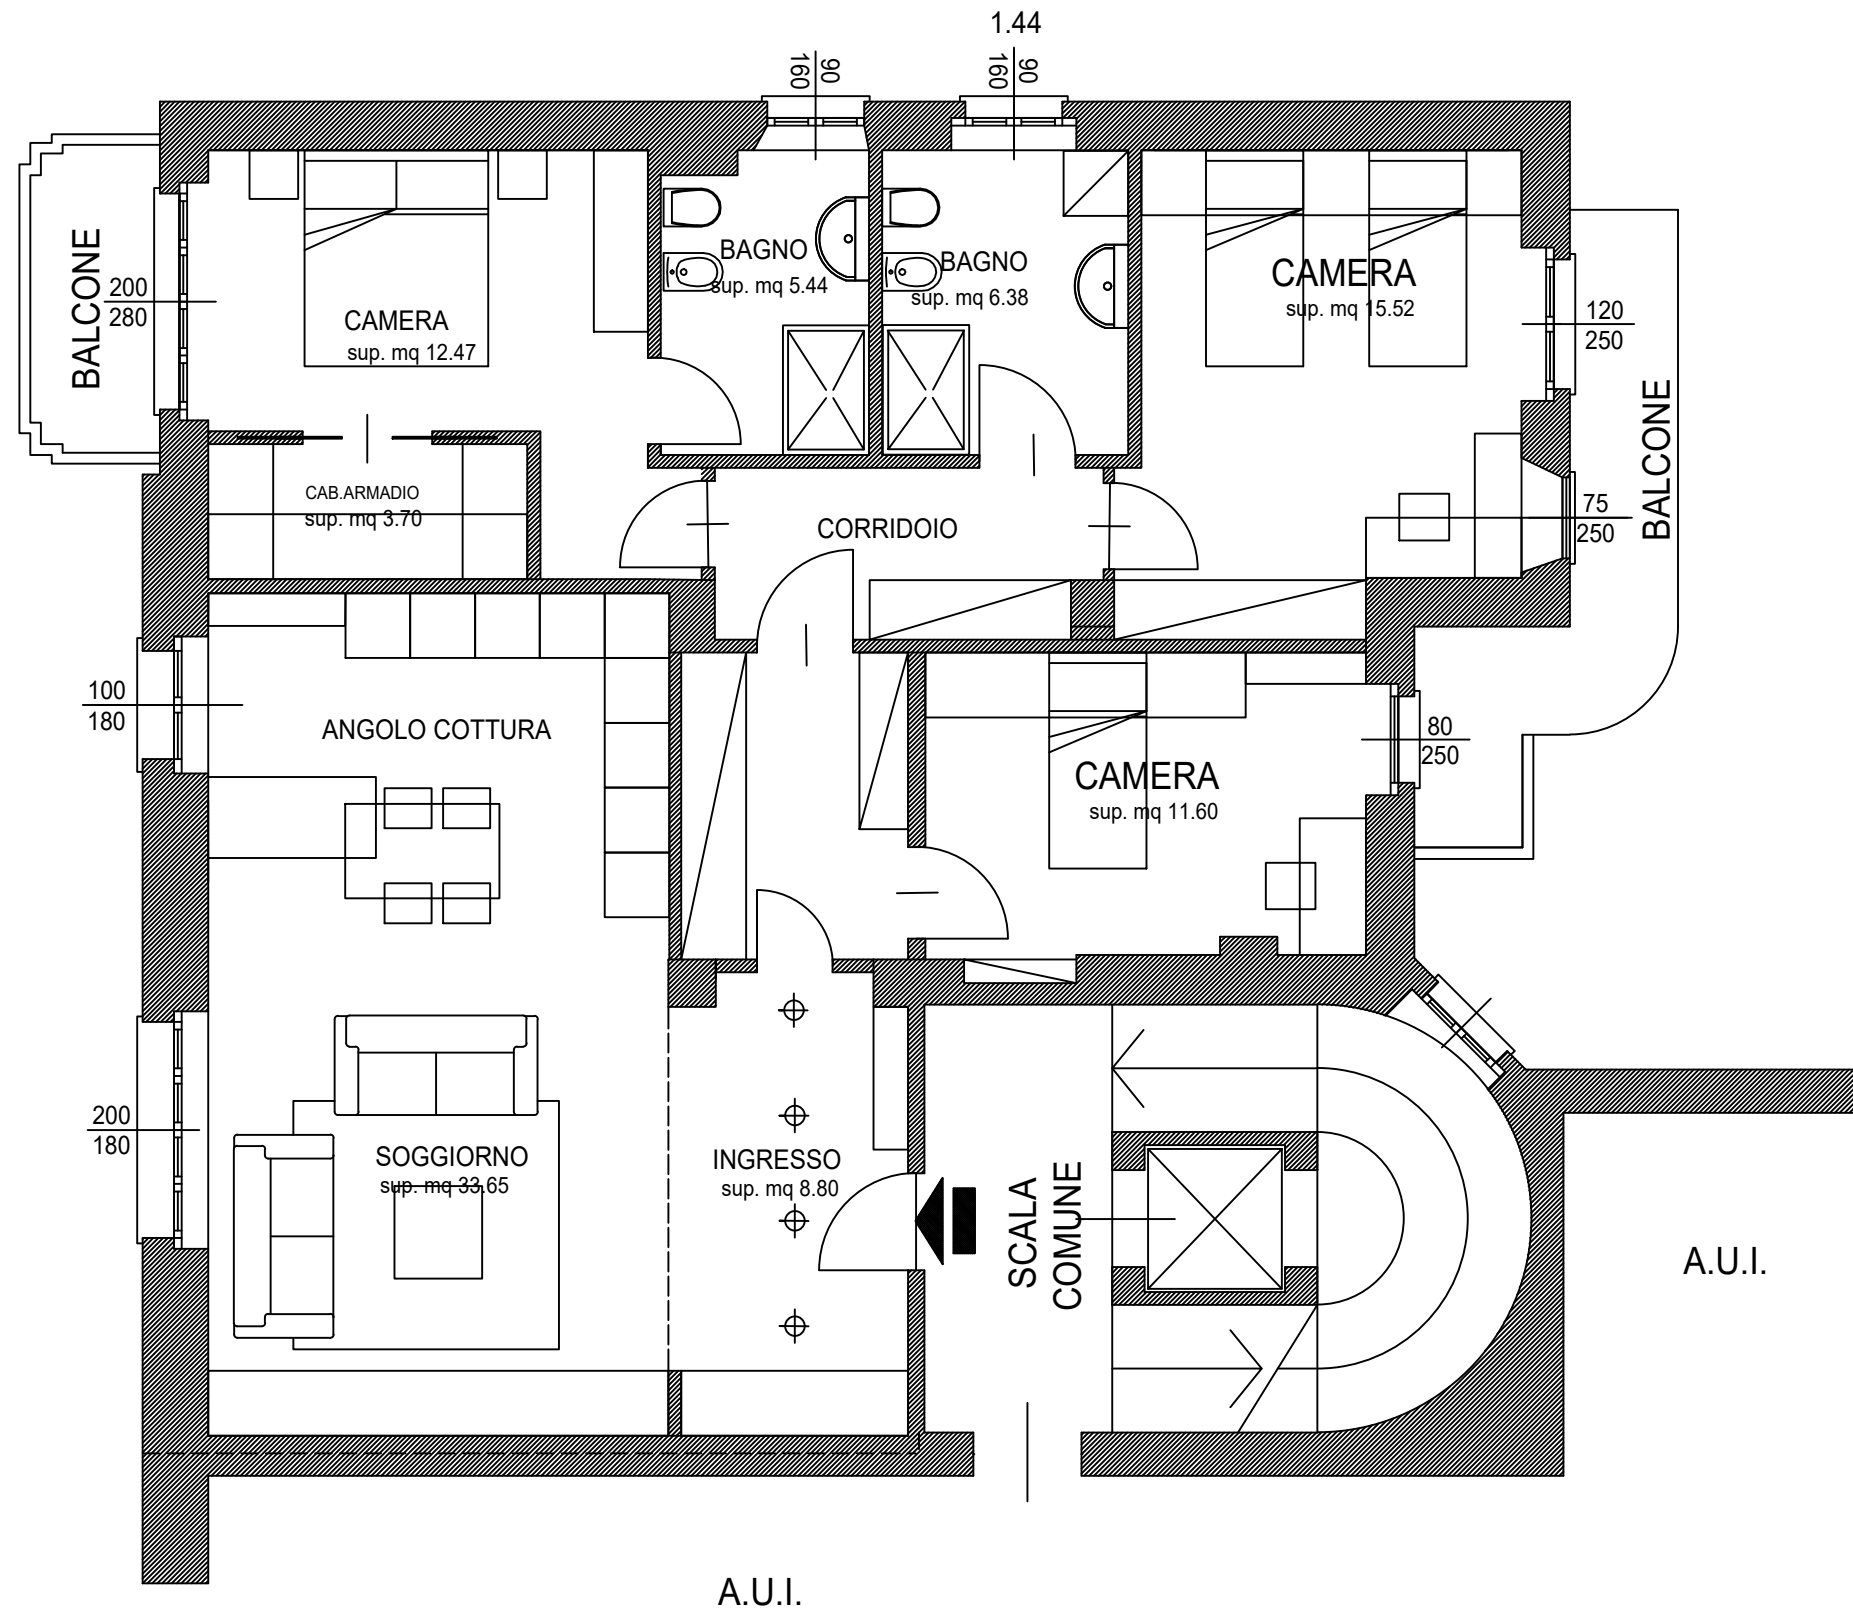 1.44
90
160
90
160
BALCONE
200
280
CAMERA
sup. mq 12.47
BAGNO
sup. mq 5.44
BAGNO
sup. mq 6.38
CAMERA
sup. mq 15.52
120
250
BALCONE
75
250
CAB.ARMADIO
sup. mq 3.70
CORRIDOIO
100
180
ANGOLO COTTURA
CAMERA
sup. mq 11.60
80
250
200
180
SOGGIORNO
sup. mq 33.65
INGRESSO
sup. mq 8.80
SCALA
COMUNE
A.U.I.
A.U.I.